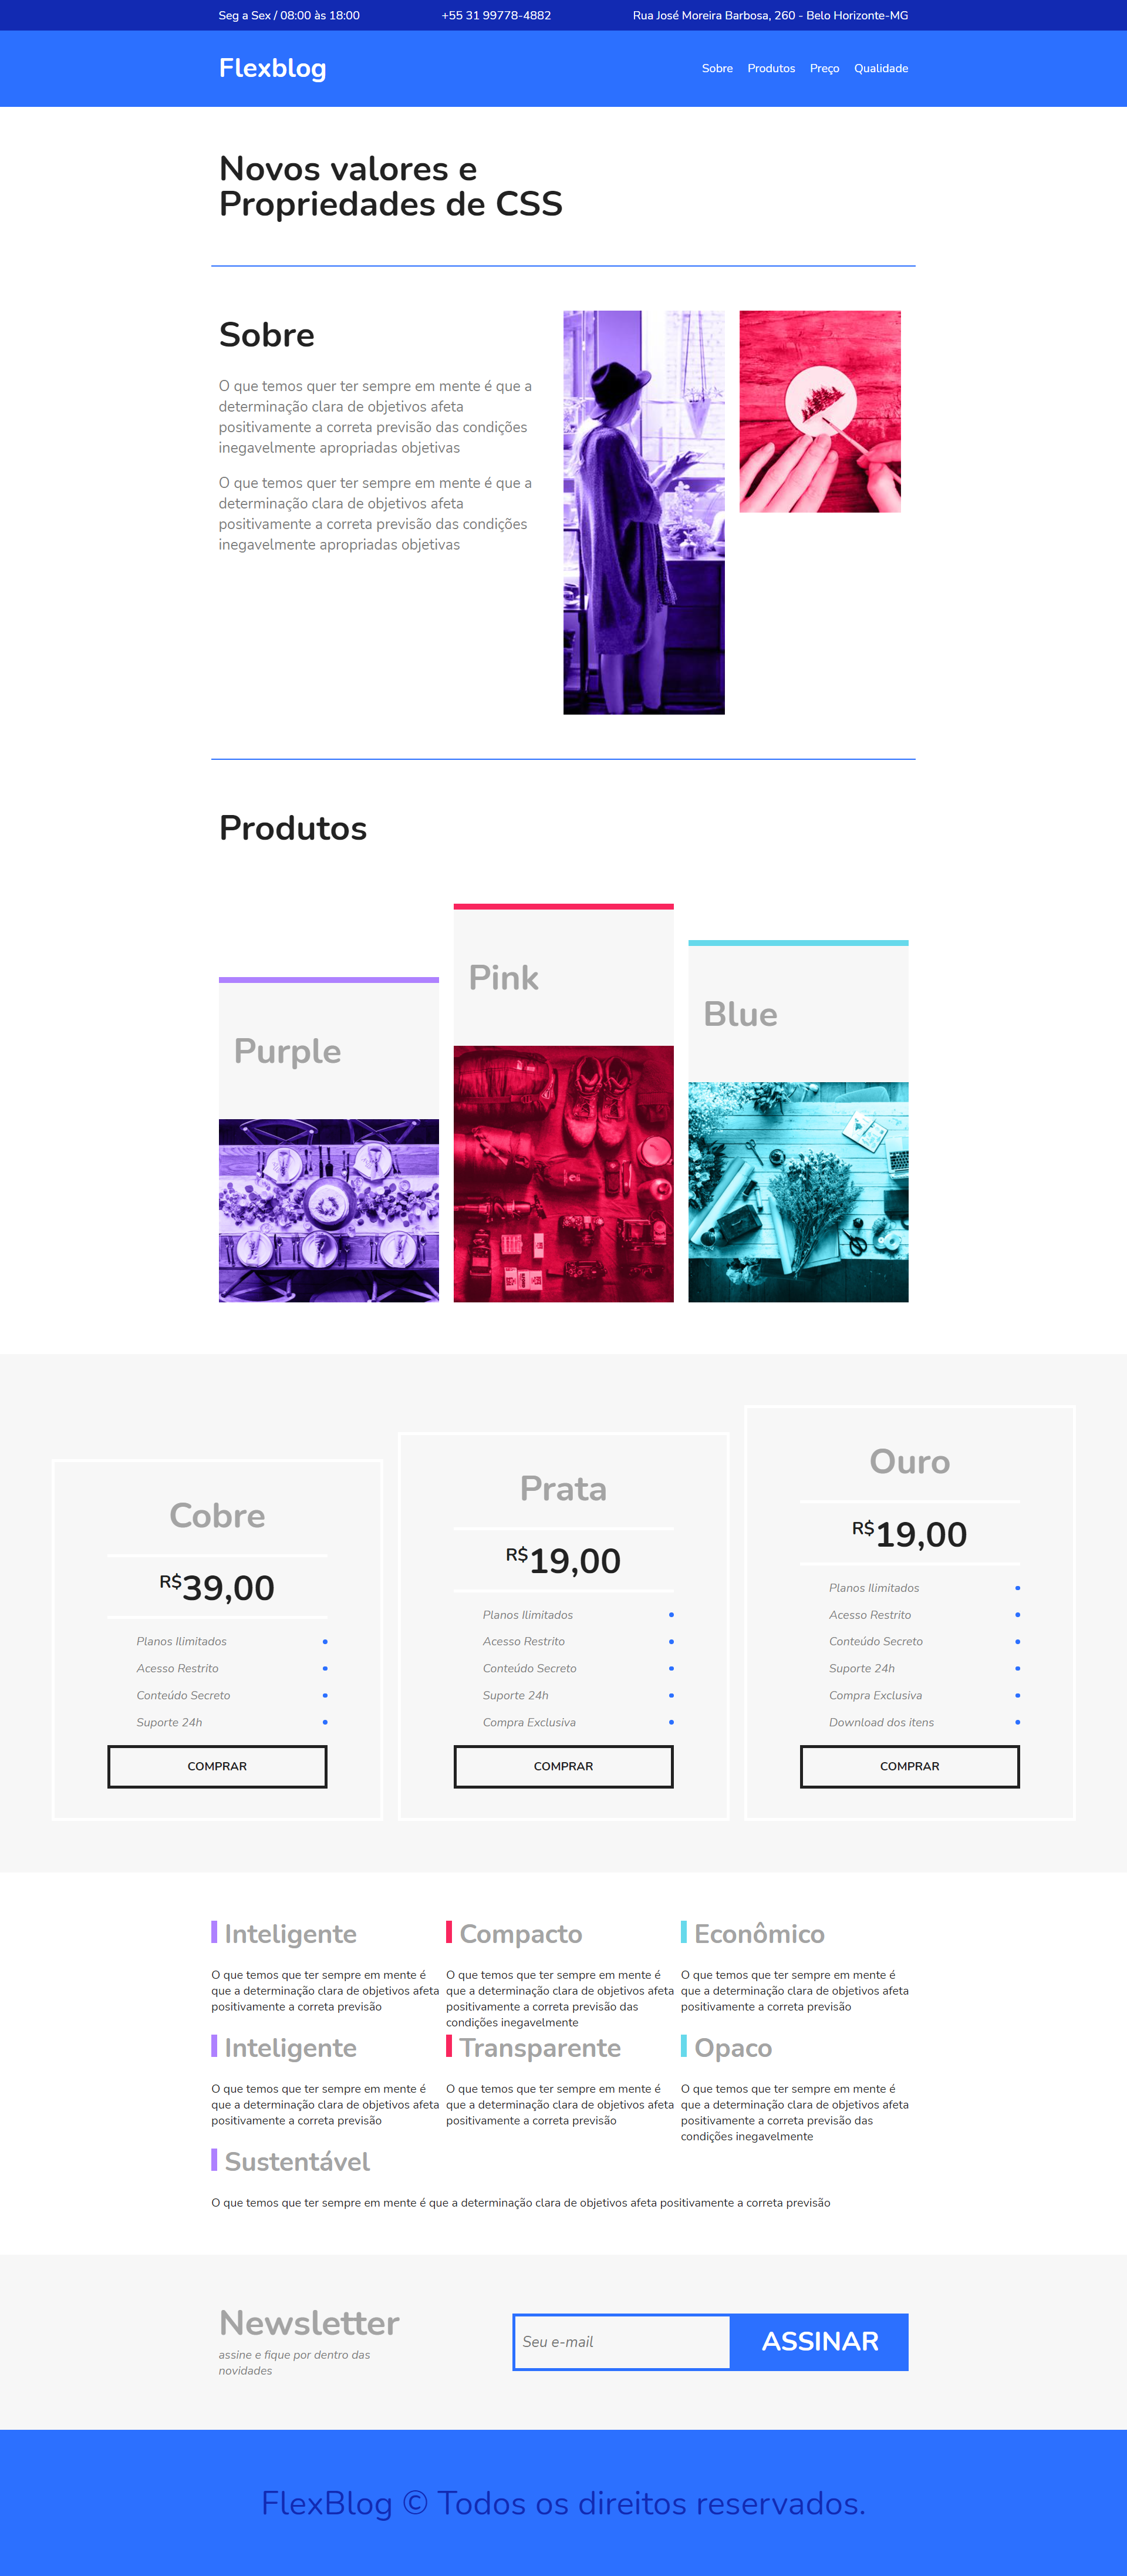 Seg a Sex / 08:00 às 18:00
+55 31 99778-4882
Rua José Moreira Barbosa, 260 - Belo Horizonte-MG
Flexblog
Sobre
Produtos
Preço
Qualidade
Novos valores e
Propriedades de CSS
Sobre
O que temos quer ter sempre em mente é que a
determinação clara de objetivos afeta
positivamente a correta previsão das condições
inegavelmente apropriadas objetivas
O que temos quer ter sempre em mente é que a
determinação clara de objetivos afeta
positivamente a correta previsão das condições
inegavelmente apropriadas objetivas
Produtos
Purple
Pink
Blue
Cobre
R$39,00
Planos Ilimitados
Acesso Restrito
Conteúdo Secreto
Suporte 24h
COMPRAR
Prata
R$19,00
Planos Ilimitados
Acesso Restrito
Conteúdo Secreto
Suporte 24h
Compra Exclusiva
COMPRAR
Ouro
R$19,00
Planos Ilimitados
Acesso Restrito
Conteúdo Secreto
Suporte 24h
Compra Exclusiva
Download dos itens
COMPRAR
Inteligente
O que temos que ter sempre em mente é
que a determinação clara de objetivos afeta
positivamente a correta previsão
Compacto
O que temos que ter sempre em mente é
que a determinação clara de objetivos afeta
positivamente a correta previsão das
condições inegavelmente
Econômico
O que temos que ter sempre em mente é
que a determinação clara de objetivos afeta
positivamente a correta previsão
Inteligente
O que temos que ter sempre em mente é
que a determinação clara de objetivos afeta
positivamente a correta previsão
Transparente
O que temos que ter sempre em mente é
que a determinação clara de objetivos afeta
positivamente a correta previsão
Opaco
O que temos que ter sempre em mente é
que a determinação clara de objetivos afeta
positivamente a correta previsão das
condições inegavelmente
Sustentável
O que temos que ter sempre em mente é que a determinação clara de objetivos afeta positivamente a correta previsão
Newsletter
assine e fique por dentro das
novidades
Seu e-mail
ASSINAR
FlexBlog © Todos os direitos reservados.